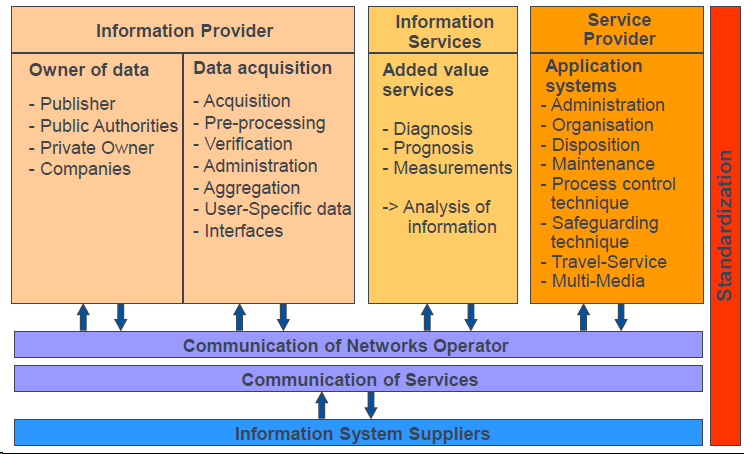 Information Provider
Owner of data
- Publisher
- Public Authorities
- Private Owner
- Companies
Data acquisition
- Acquisition
- Pre-processing
- Verification
- Administration
- Aggregation
- User-Specific data
- Interfaces
Information
Services
Added value
services
- Diagnosis
- Prognosis
- Measurements
-> Analysis of
information
Service
Provider
Application
systems
- Administration
- Organisation
- Disposition
- Maintenance
- Process control
technique
- Safeguarding
technique
- Travel-Service
- Multi-Media
Standardization
Communication of Networks Operator
Communication of Services
Information System Suppliers